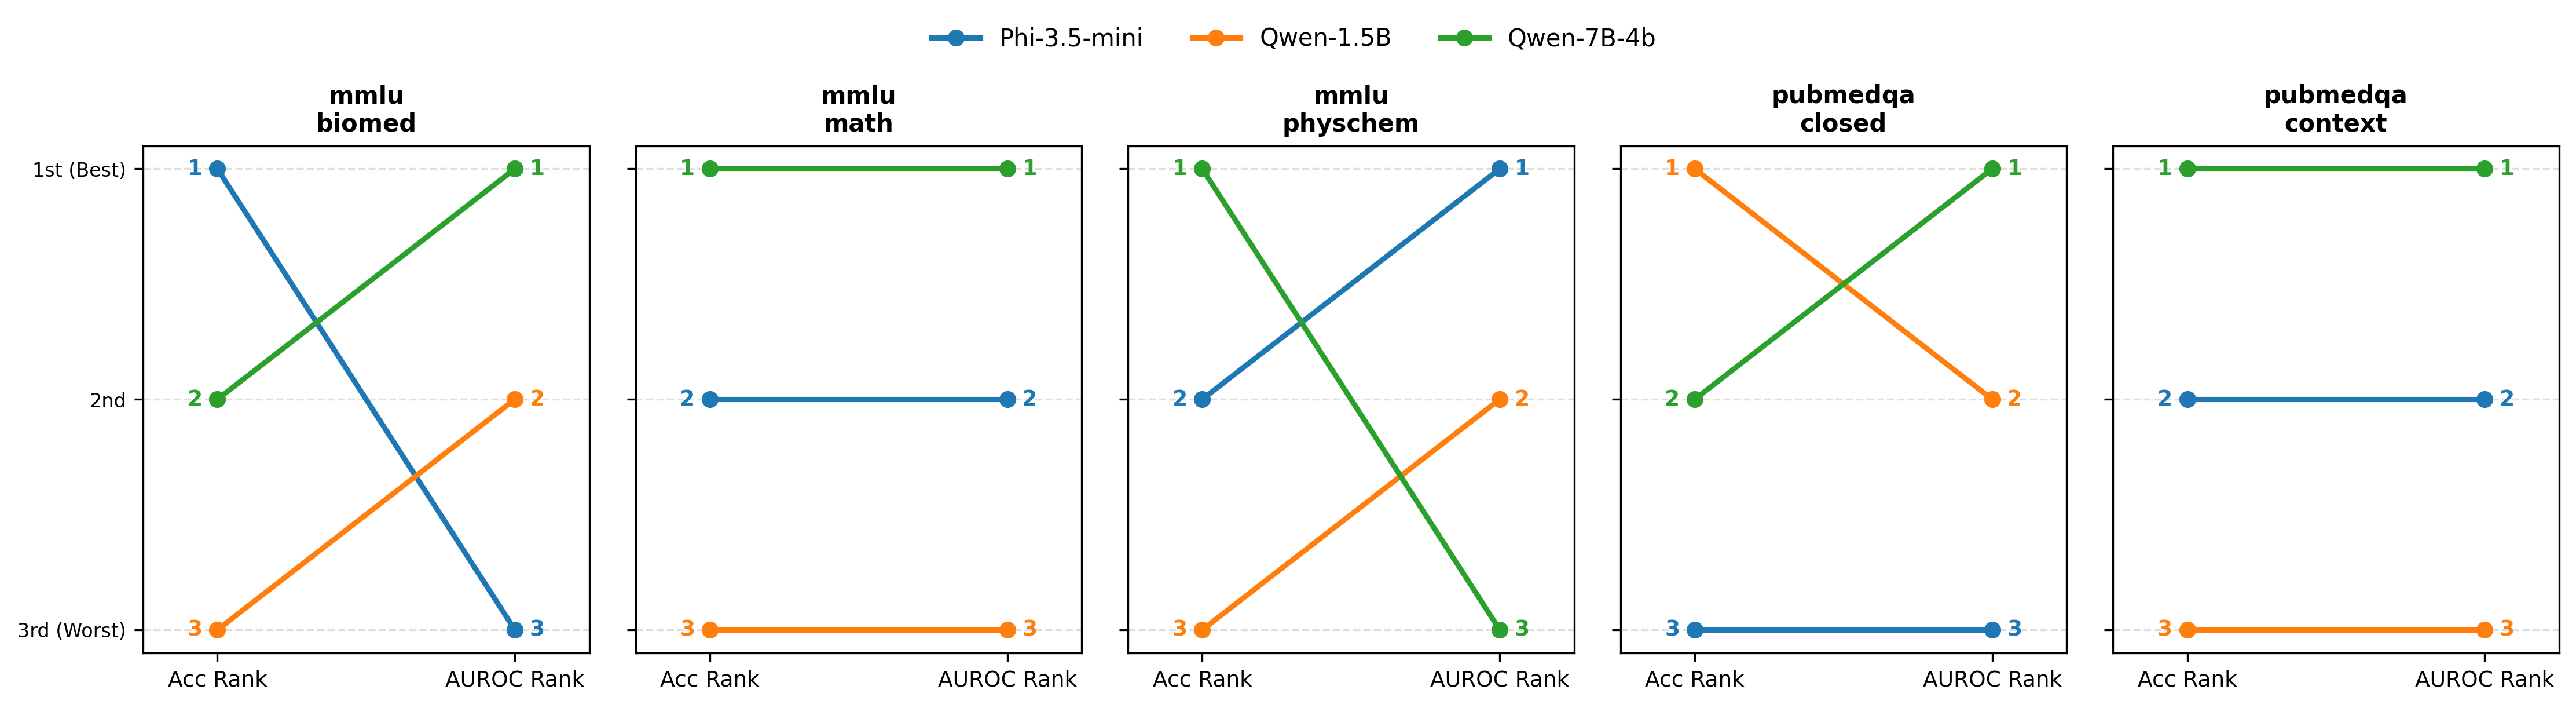 Phi-3.5-mini Qwen-1.5B Qwen-7B-4b
mmlu
biomed
1st (Best)
2nd
3rd (Worst)
1 1
2 2
3 3
Acc Rank AUROC Rank
mmlu
math
1 1
2 2
3 3
Acc Rank AUROC Rank
mmlu
physchem
1 1
2 2
3 3
Acc Rank AUROC Rank
pubmedqa
closed
1 1
2 2
3 3
Acc Rank AUROC Rank
pubmedqa
context
1 1
2 2
3 3
Acc Rank AUROC Rank